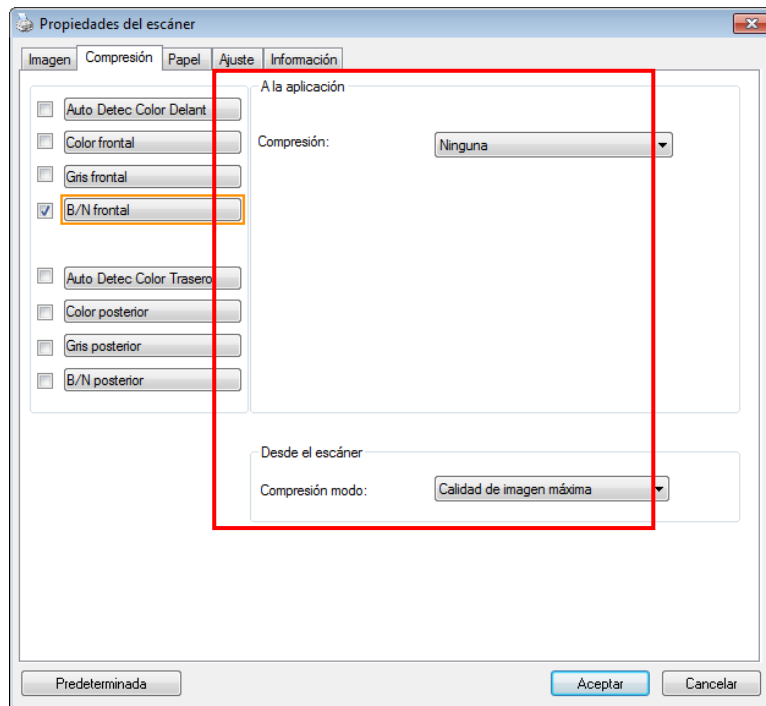 Propiedades del escáner
Imagen Compresión Papel Ajuste Información
Auto Detec Color Delant
Color frontal
Gris frontal
B/N frontal
Auto Detec Color Trasero
Color posterior
Gris posterior
B/N posterior
A la aplicación
Compresión: Ninguna
Desde el escáner
Compresión modo: Calidad de imagen máxima
Predeterminada Aceptar Cancelar